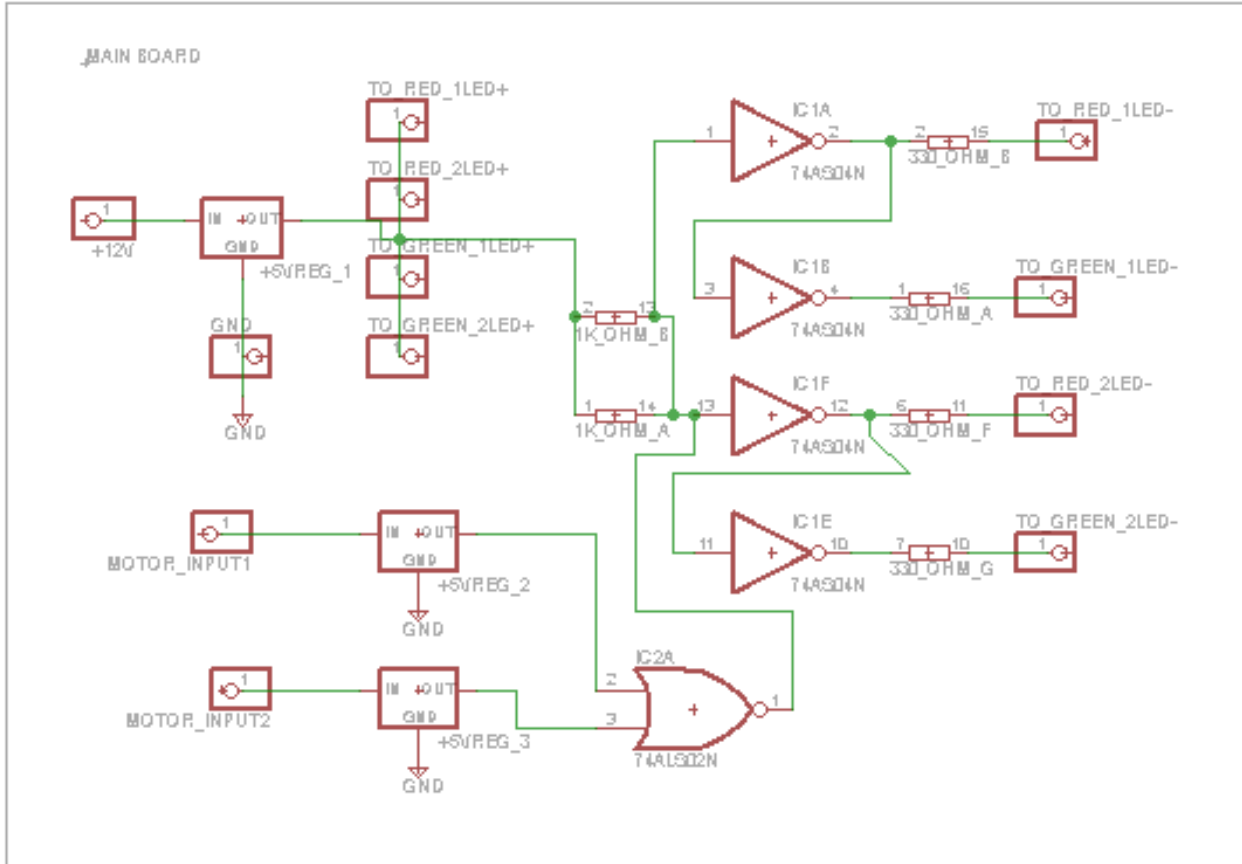 MAIN BOARD
TO_RED_1LED+
1
TO_RED_2LED+
1
1
+12V
IN
+OUT
GND
+5VREG_1
TO_GREEN_1LED+
1
GND
1
GND
TO_GREEN_2LED+
1
2
13
1K_OHM_B
1
14
1K_OHM_A
IC1A
1
2
74AS04N
2
15
330_OHM_B
TO_RED_1LED-
1
IC1B
3
4
74AS04N
1
16
330_OHM_A
TO_GREEN_1LED-
1
IC1F
13
12
74AS04N
6
11
330_OHM_F
TO_RED_2LED-
1
IC1E
11
10
74AS04N
7
10
330_OHM_G
TO_GREEN_2LED-
1
1
MOTOR_INPUT1
IN
+OUT
GND
+5VREG_2
GND
1
MOTOR_INPUT2
IN
+OUT
GND
+5VREG_3
GND
IC2A
2
3
1
74ALS02N